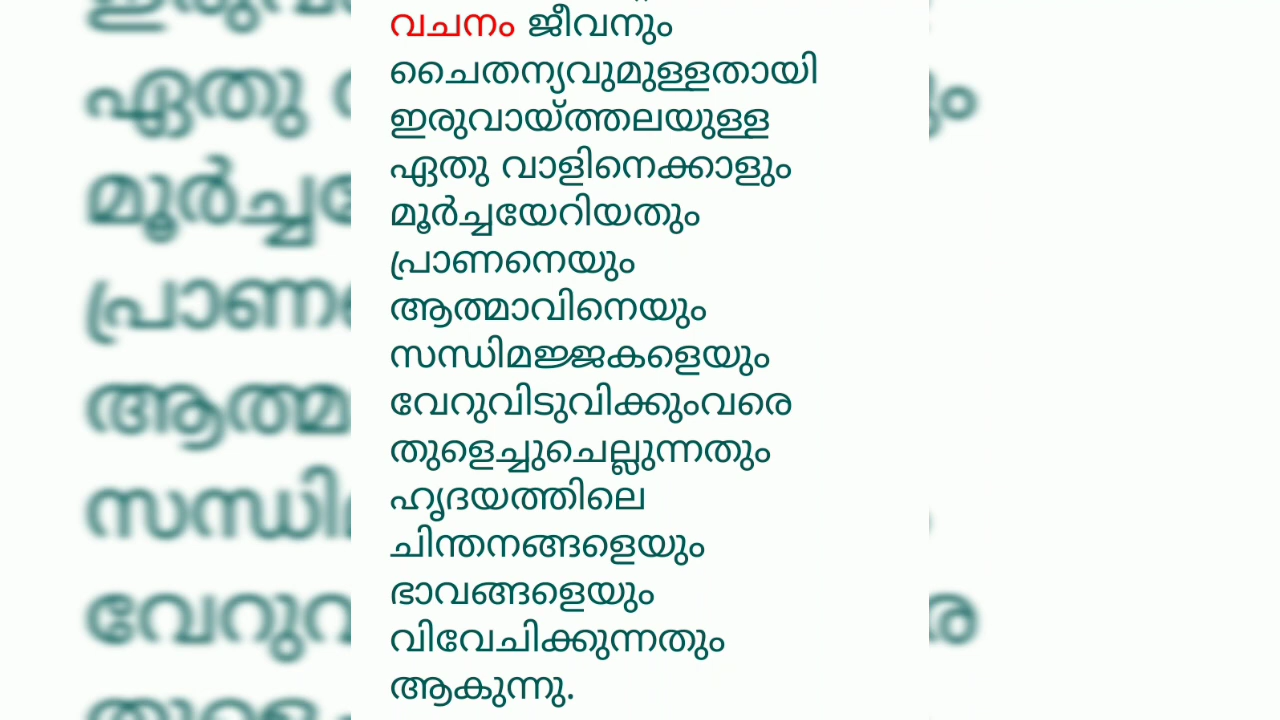 വചനം ജീവനും
ചൈതന്യവുമുള്ളതായി
ഇരുവായ്ത്തലയുള്ള
ഏതു വാളിനെക്കാളും
മൂർച്ചയേറിയതും
പ്രാണനെയും
ആത്മാവിനെയും
സന്ധിമജ്ജകളെയും
വേറുവിടുവിക്കുംവരെ
തുളെച്ചുചെല്ലുന്നതും
ഹൃദയത്തിലെ
ചിന്തനങ്ങളെയും
ഭാവങ്ങളെയും
വിവേചിക്കുന്നതും
ആകുന്നു.